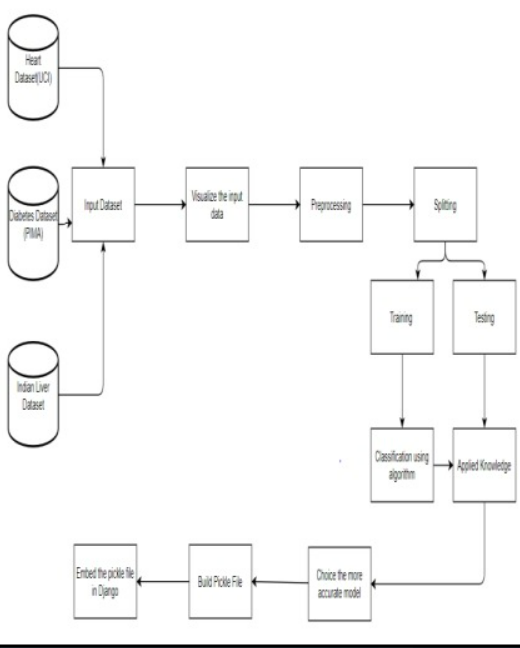 Heart
Dataset(UCI)
Diabetes Dataset
(PIMA)
Indian Liver
Dataset
Input Dataset
Visualize the input
data
Preprocessing
Splitting
Training
Testing
Classification using
algorithm
Applied Knowledge
Choice the more
accurate model
Build Pickle File
Embed the pickle file
in Django